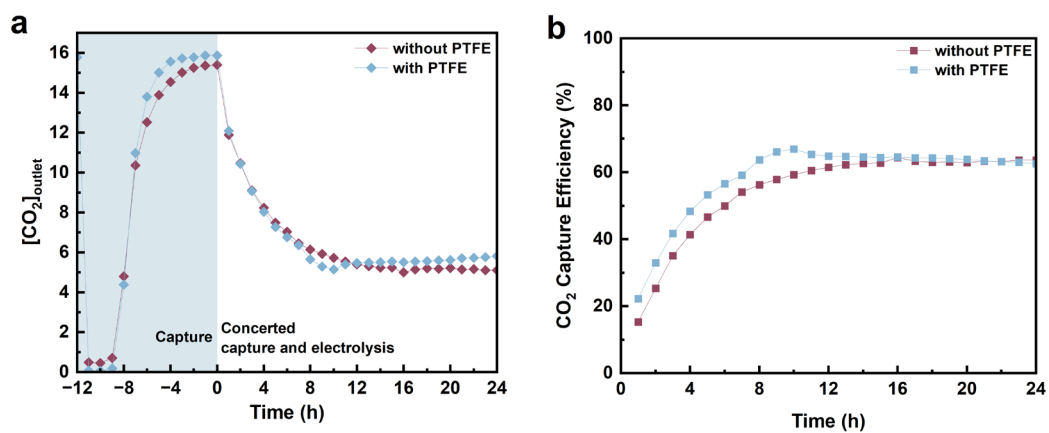 a
[CO₂]outlet
16
14
12
10
8
6
4
2
0
without PTFE
with PTFE
Capture
Concerted
capture and electrolysis
−12
−8
−4
0
4
8
12
16
20
24
Time (h)
b
CO₂ Capture Efficiency (%)
100
80
60
40
20
0
without PTFE
with PTFE
0
4
8
12
16
20
24
Time (h)